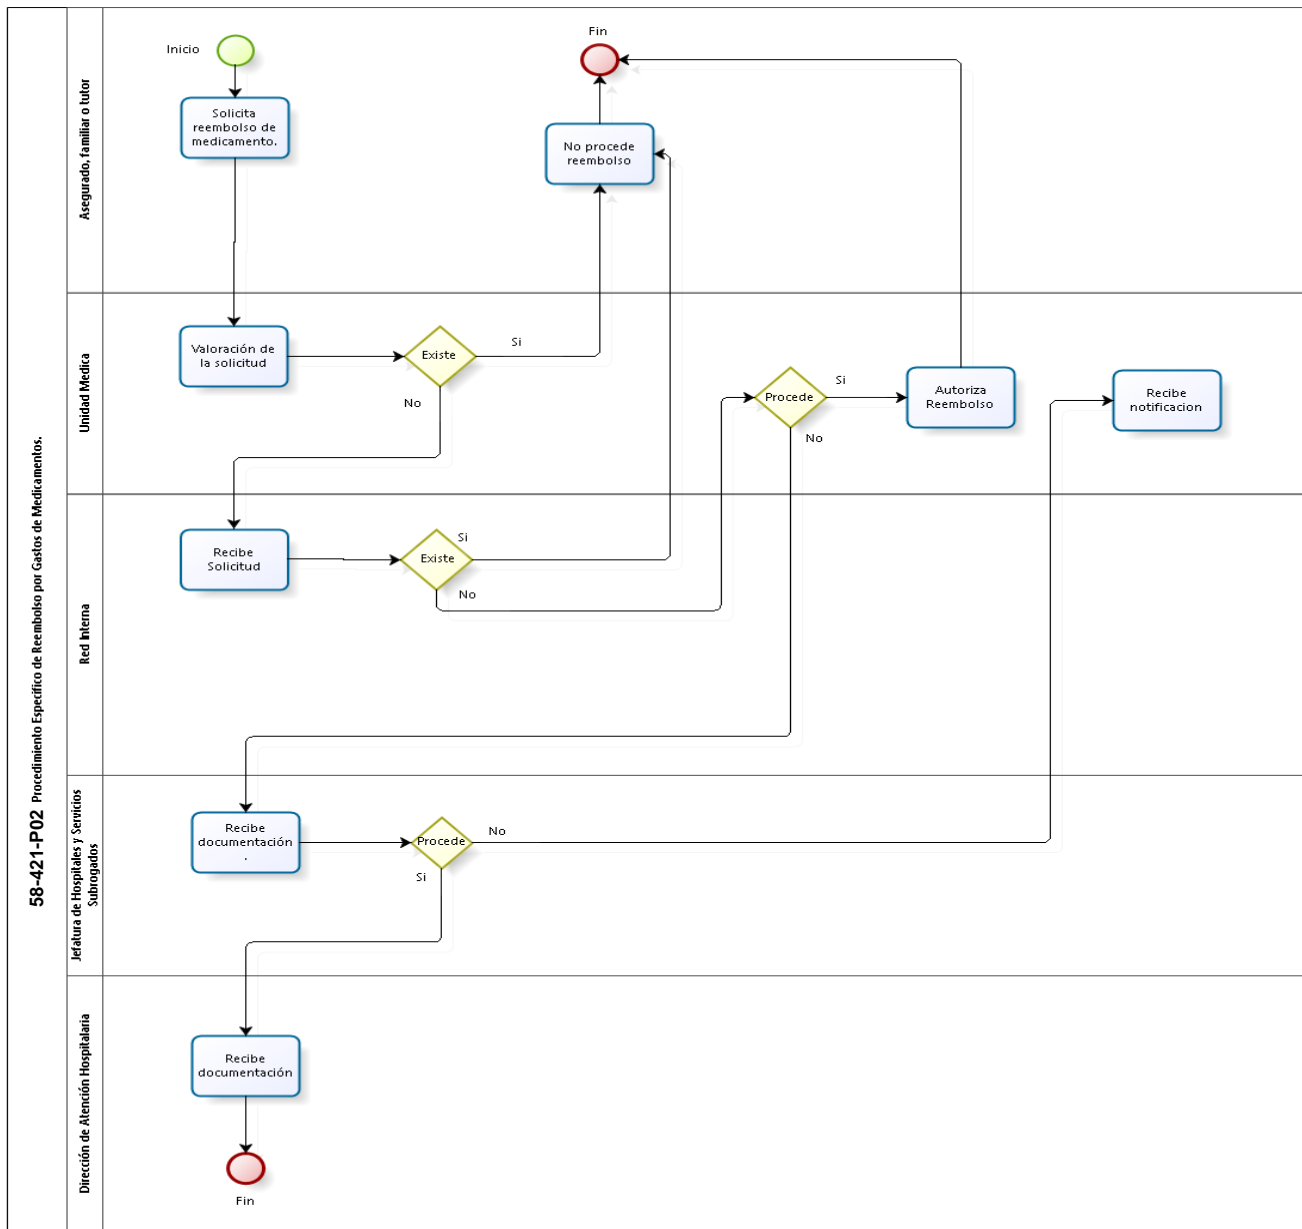 58-421-P02 Procedimiento Especifico de Reembolso por Gastos de Medicamentos.
Asegurado, familiar o tutor
Inicio
Solicita
reembolso de
medicamento.
Fin
No procede
reembolso
Unidad Medica
Valoración de
la solicitud
Existe
Si
No
Procede
Si
No
Autoriza
Reembolso
Recibe
notificacion
Red Interna
Recibe
Solicitud
Existe
Si
No
Jefatura de Hospitales y Servicios
Subrogados
Recibe
documentación
.
Procede
No
Si
Dirección de Atención Hospitalaria
Recibe
documentación
Fin